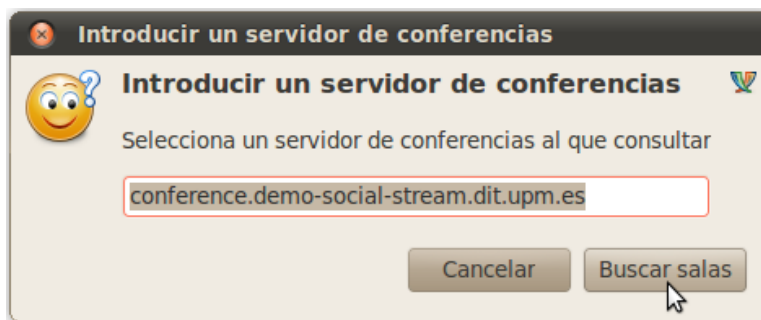 Introducir un servidor de conferencias
Introducir un servidor de conferencias
Selecciona un servidor de conferencias al que consultar
conference.demo-social-stream.dit.upm.es
Cancelar
Buscar salas